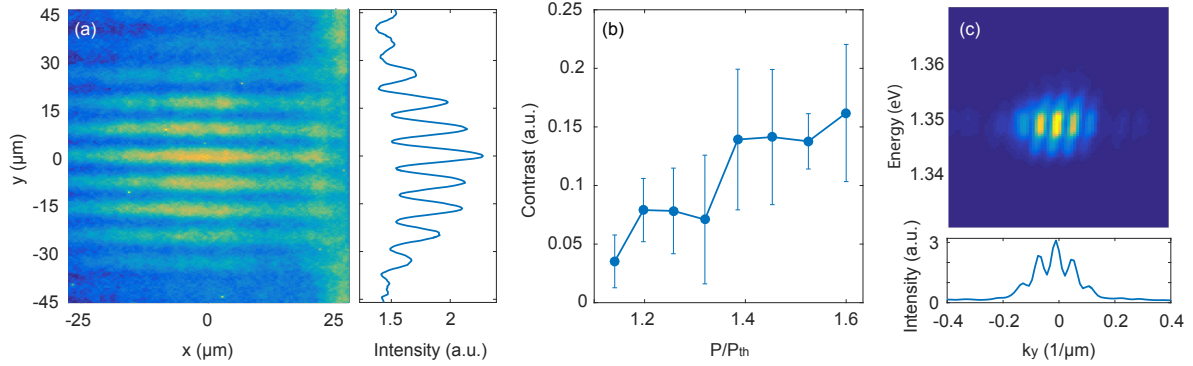 (a)
45
30
15
0
-15
-30
-45
y (µm)
-25
0
25
x (µm)
1.5
2
Intensity (a.u.)
(b)
0.25
0.2
0.15
0.1
0.05
0
Contrast (a.u.)
1.2
1.4
1.6
P/Pth
(c)
1.36
1.35
1.34
Energy (eV)
3
0
Intensity (a.u.)
-0.4
-0.2
0
0.2
0.4
ky (1/µm)